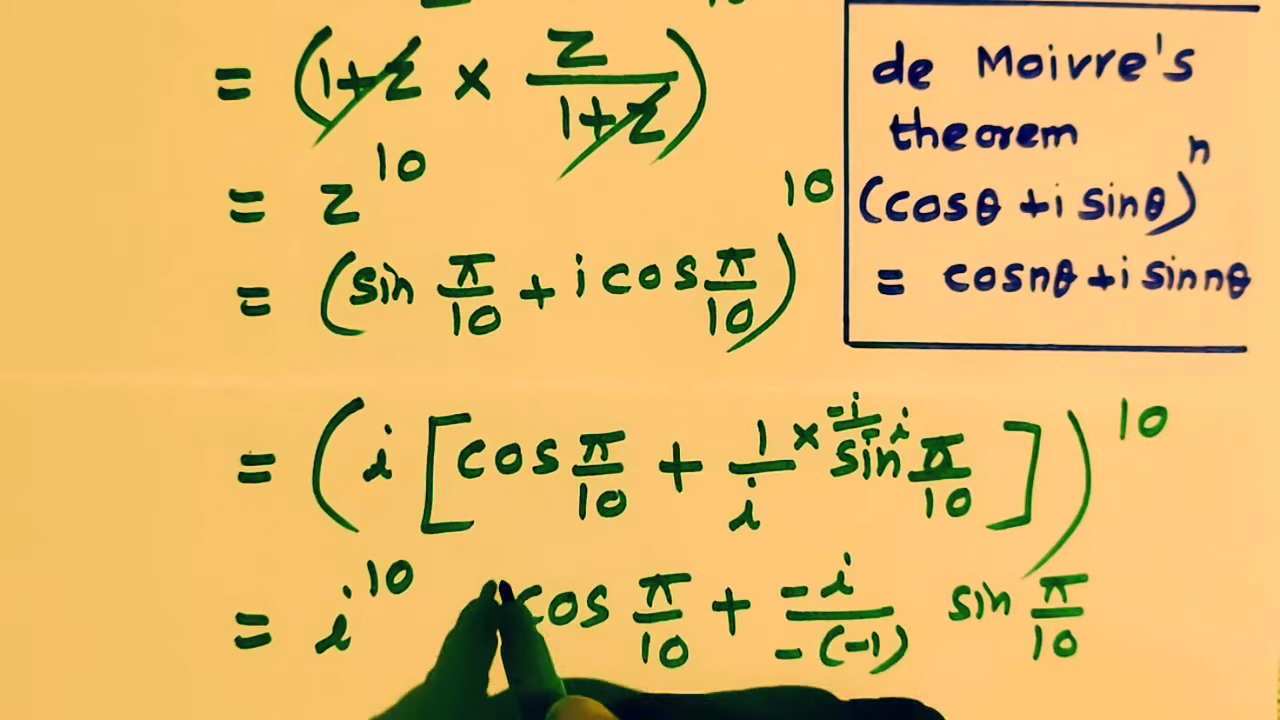 10
= (1+z × z/1+z)
= z^10
= (sin π/10 + i cos π/10)^10
= (i [cos π/10 + 1/i × -i/-i sin π/10])^10
= i^10 cos π/10 + -i/-(-1) sin π/10
de Moivre's
theorem
(cosθ +i sinθ)^n
= cosnθ +i sinnθ